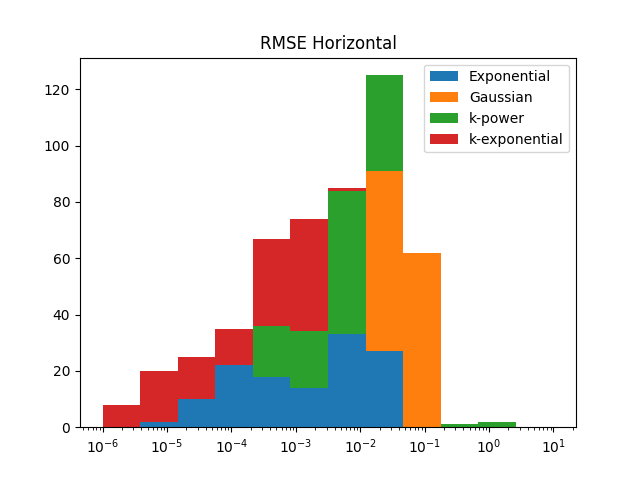 RMSE Horizontal
Exponential
Gaussian
k-power
k-exponential
120
100
80
60
40
20
0
10⁻⁶ 10⁻⁵ 10⁻⁴ 10⁻³ 10⁻² 10⁻¹ 10⁰ 10¹